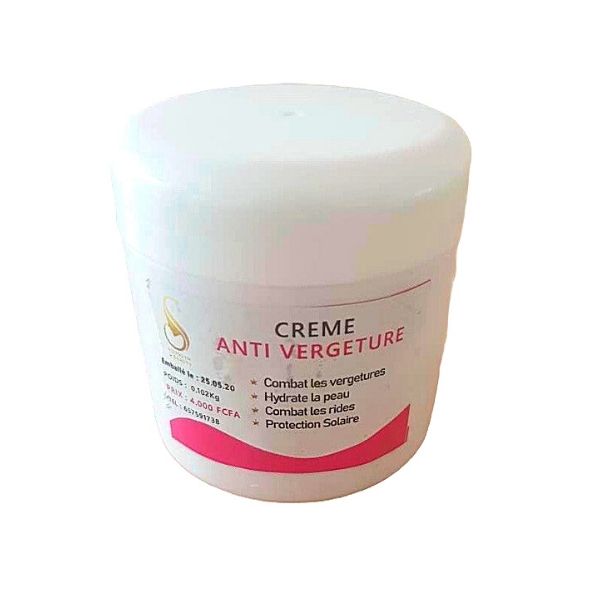 CREME
ANTI VERGETURE
Emballé le : 25.05.20
POIDS : 0,102Kg
PRIX : 4.000 FCFA
657591738
★ Combat les vergetures
★ Hydrate la peau
★ Combat les rides
★ Protection Solaire